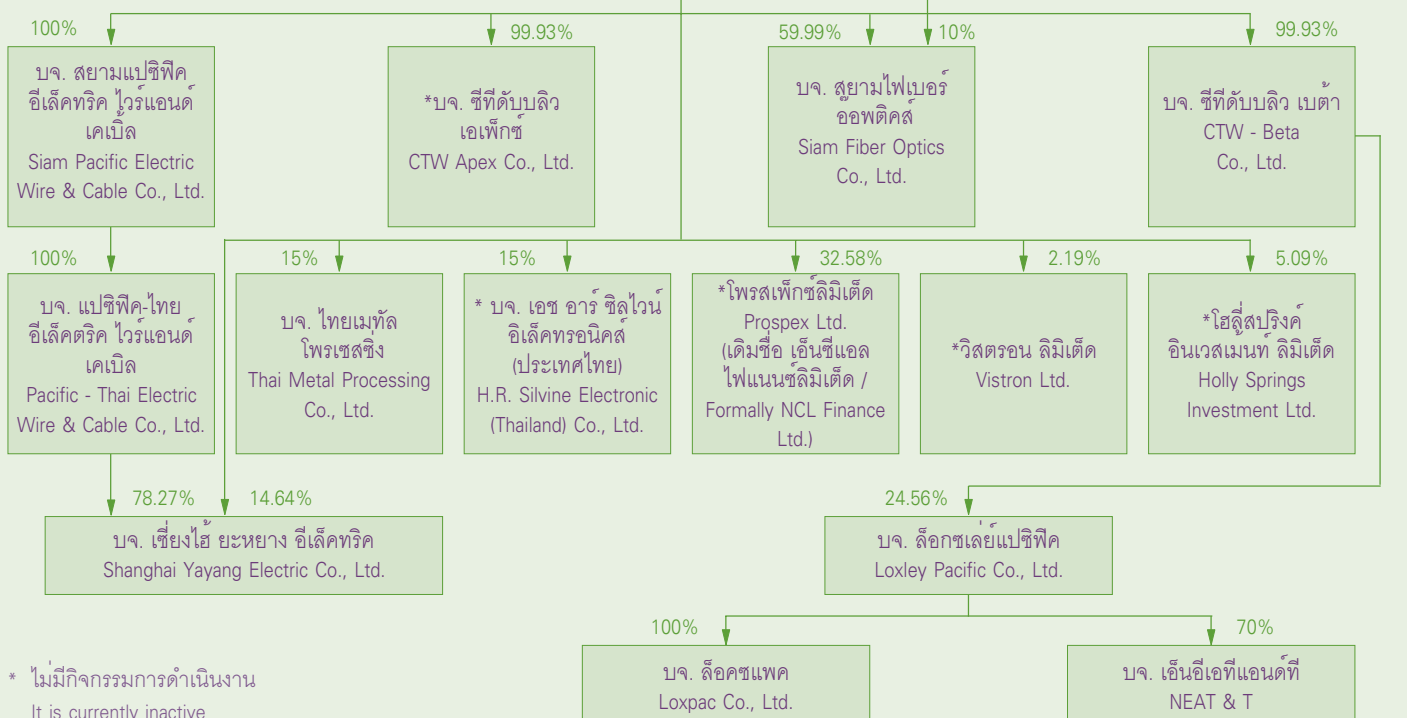 100%
99.93%
59.99%
10%
99.93%
บจ. สยามแปซิฟิค
อีเล็คทริค ไวร์แอนด์
เคเบิ้ล
Siam Pacific Electric
Wire & Cable Co., Ltd.
*บจ. ซีทีดับบลิว
เอเพ็กซ์
CTW Apex Co., Ltd.
บจ. สยามไฟเบอร์
อ๊อพติคส์
Siam Fiber Optics
Co., Ltd.
บจ. ซีทีดับบลิว เบต้า
CTW - Beta
Co., Ltd.
100%
15%
15%
32.58%
2.19%
5.09%
บจ. แปซิฟิค-ไทย
อีเล็คตริค ไวร์แอนด์
เคเบิล
Pacific - Thai Electric
Wire & Cable Co., Ltd.
บจ. ไทยเมทัล
โพรเซสซิ่ง
Thai Metal Processing
Co., Ltd.
* บจ. เอช อาร์ ซิลไวน์
อิเล็คทรอนิคส์
(ประเทศไทย)
H.R. Silvine Electronic
(Thailand) Co., Ltd.
*โพรสเพ็กซ์ลิมิเต็ด
Prospex Ltd.
(เดิมชื่อ เอ็นซีแอล
ไฟแนนซ์ลิมิเต็ด /
Formally NCL Finance
Ltd.)
*วิสตรอน ลิมิเต็ด
Vistron Ltd.
*โฮลี่สปริงค์
อินเวสเม้นท์ ลิมิเต็ด
Holly Springs
Investment Ltd.
78.27%
14.64%
24.56%
บจ. เซี่ยงไฮ้ ยะหยาง อีเล็คทริค
Shanghai Yayang Electric Co., Ltd.
บจ. ล็อกซเล่ย์แปซิฟิค
Loxley Pacific Co., Ltd.
100%
70%
บจ. ล็อคซแพค
Loxpac Co., Ltd.
บจ. เอ็นอีเอทีแอนด์ที
NEAT & T
* ไม่มีกิจกรรมการดำเนินงาน
It is currently inactive